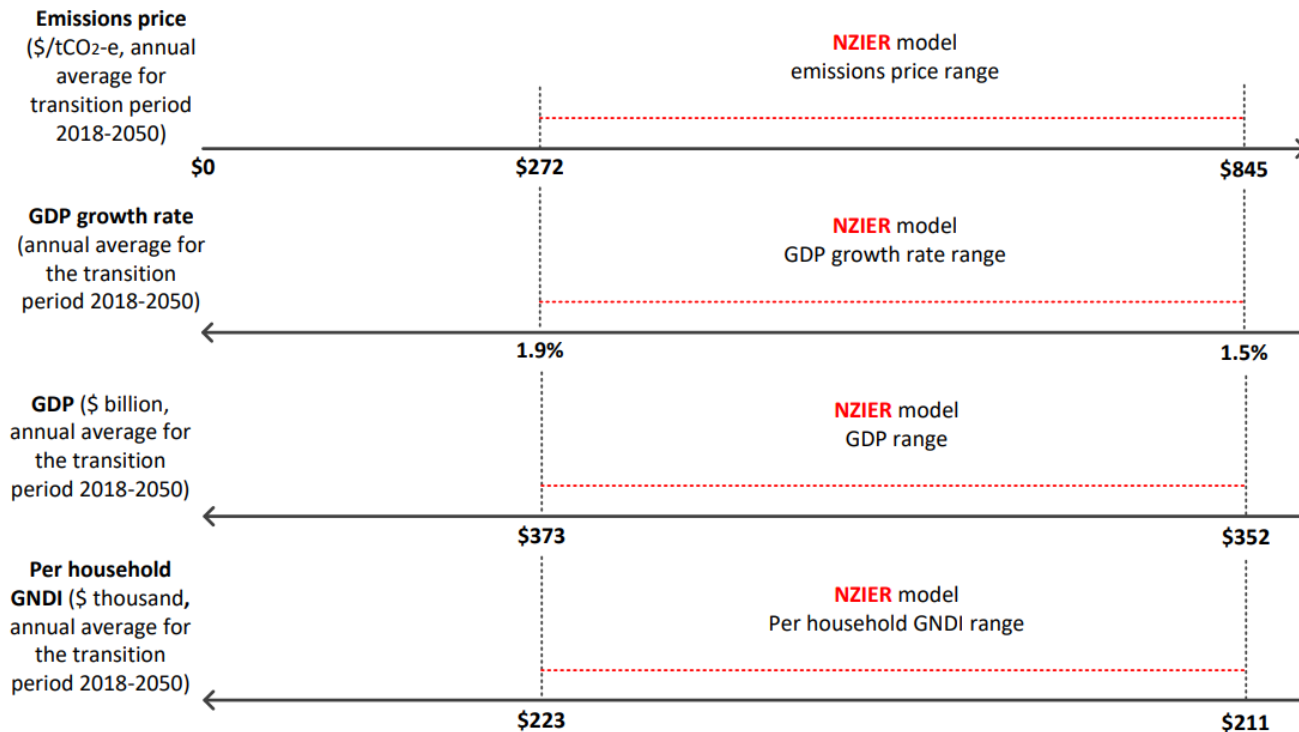 Emissions price
($/tCO2-e, annual
average for
transition period
2018-2050)
NZIER model
emissions price range
$0
$272
$845
GDP growth rate
(annual average for
the transition
period 2018-2050)
NZIER model
GDP growth rate range
1.9%
1.5%
GDP ($ billion,
annual average for
the transition
period 2018-2050)
NZIER model
GDP range
$373
$352
Per household
GNDI ($ thousand,
annual average for
the transition
period 2018-2050)
NZIER model
Per household GNDI range
$223
$211